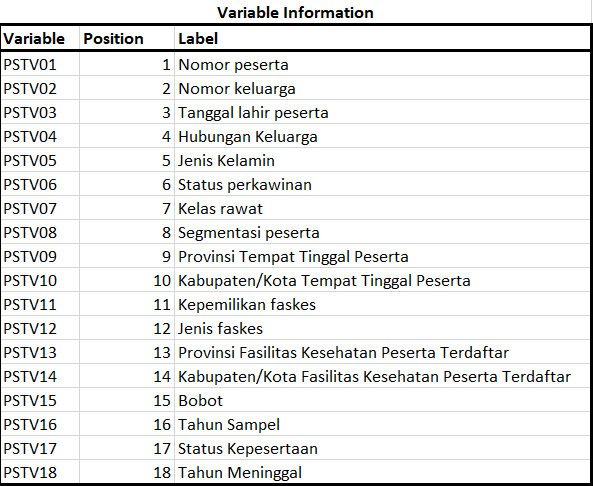 Variable Information
Variable Position Label
PSTV01 1 Nomor peserta
PSTV02 2 Nomor keluarga
PSTV03 3 Tanggal lahir peserta
PSTV04 4 Hubungan Keluarga
PSTV05 5 Jenis Kelamin
PSTV06 6 Status perkawinan
PSTV07 7 Kelas rawat
PSTV08 8 Segmentasi peserta
PSTV09 9 Provinsi Tempat Tinggal Peserta
PSTV10 10 Kabupaten/Kota Tempat Tinggal Peserta
PSTV11 11 Kepemilikan faskes
PSTV12 12 Jenis faskes
PSTV13 13 Provinsi Fasilitas Kesehatan Peserta Terdaftar
PSTV14 14 Kabupaten/Kota Fasilitas Kesehatan Peserta Terdaftar
PSTV15 15 Bobot
PSTV16 16 Tahun Sampel
PSTV17 17 Status Kepesertaan
PSTV18 18 Tahun Meninggal